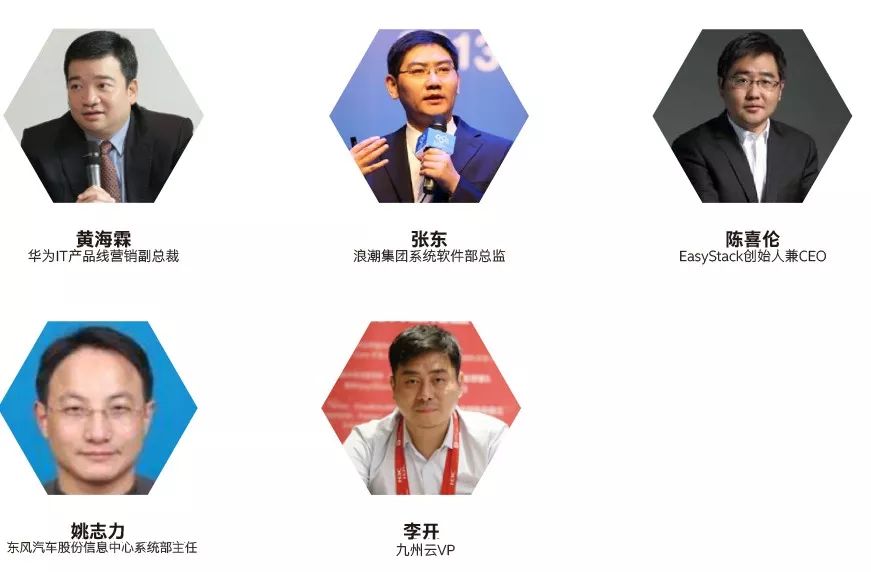 13
黄海霖
张东
陈喜伦
华为IT产品线营销副总裁
浪潮集团系统软件部总监
EasyStack创始人兼CEO
姚志力
李开
东风汽车股份信息中心系统部主任
九州云VP